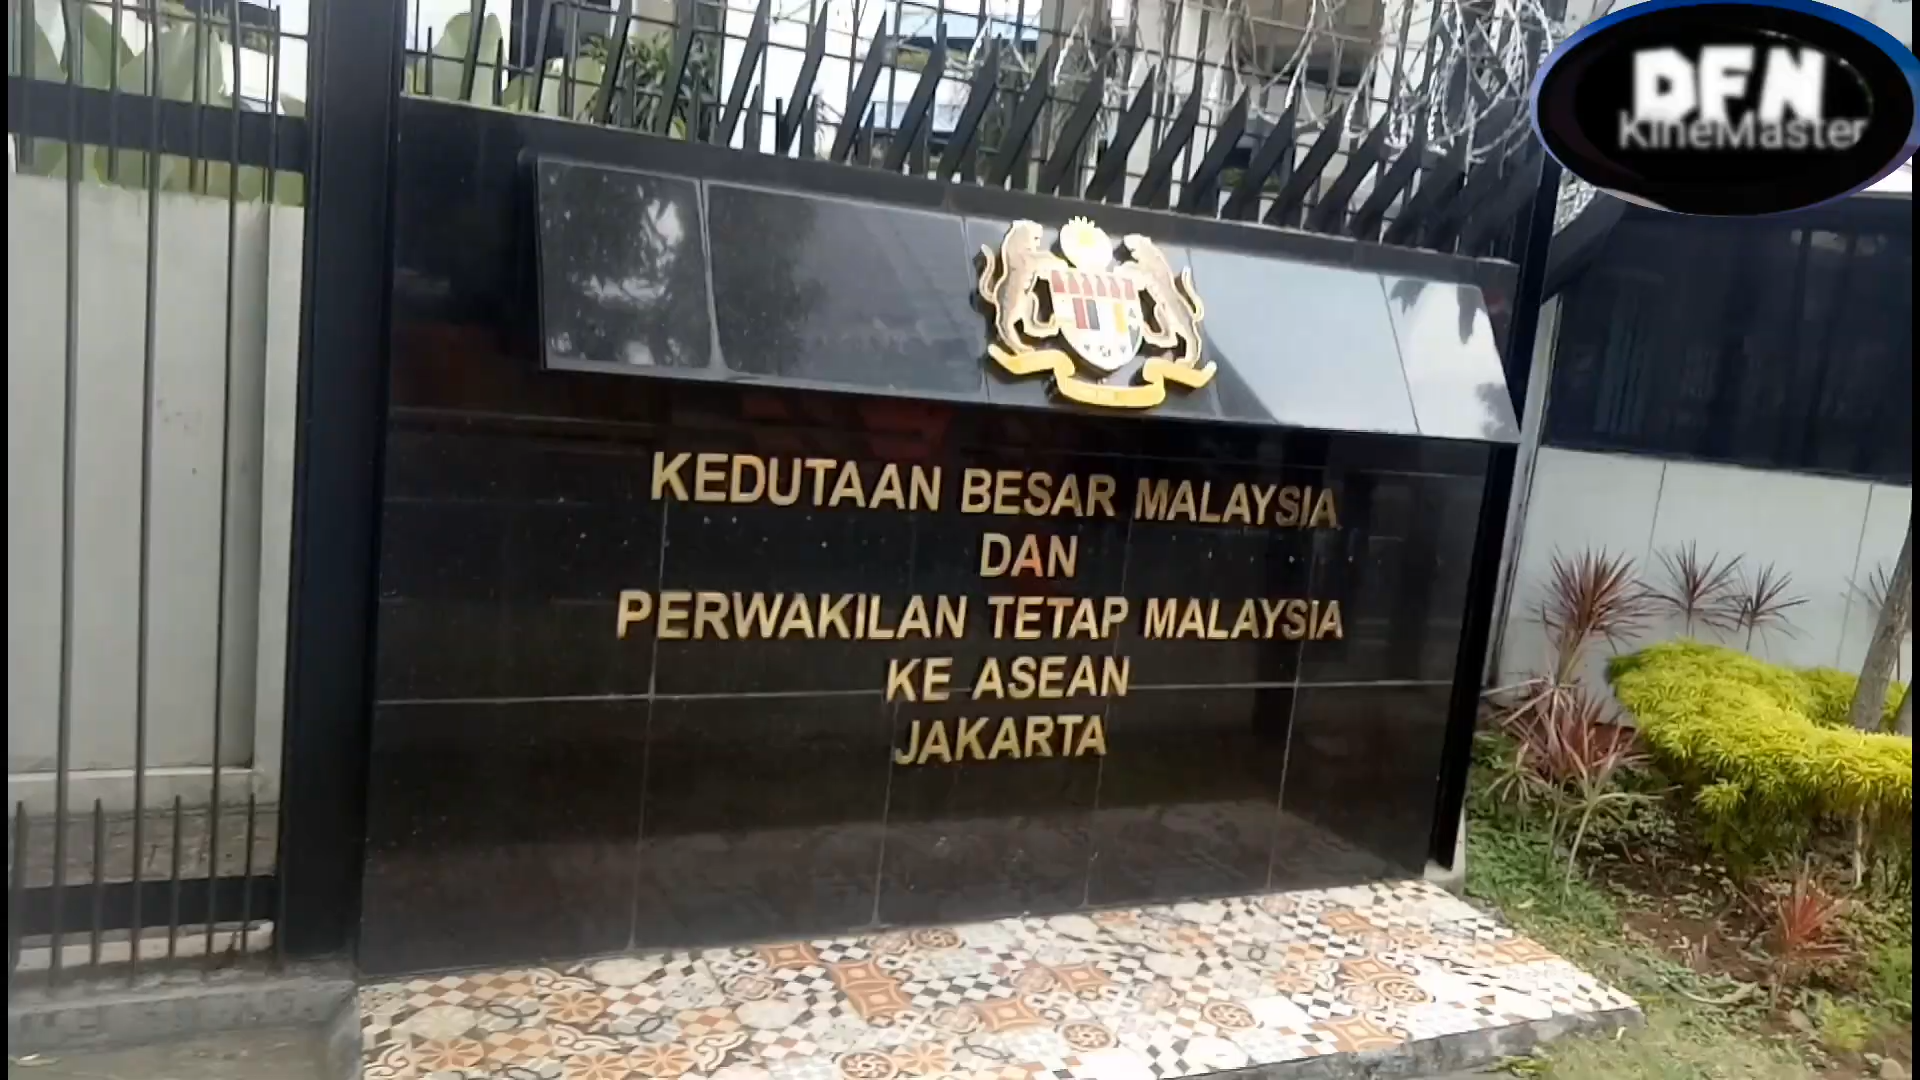 DFN
KineMaster
KEDUTAAN BESAR MALAYSIA
DAN
PERWAKILAN TETAP MALAYSIA
KE ASEAN
JAKARTA